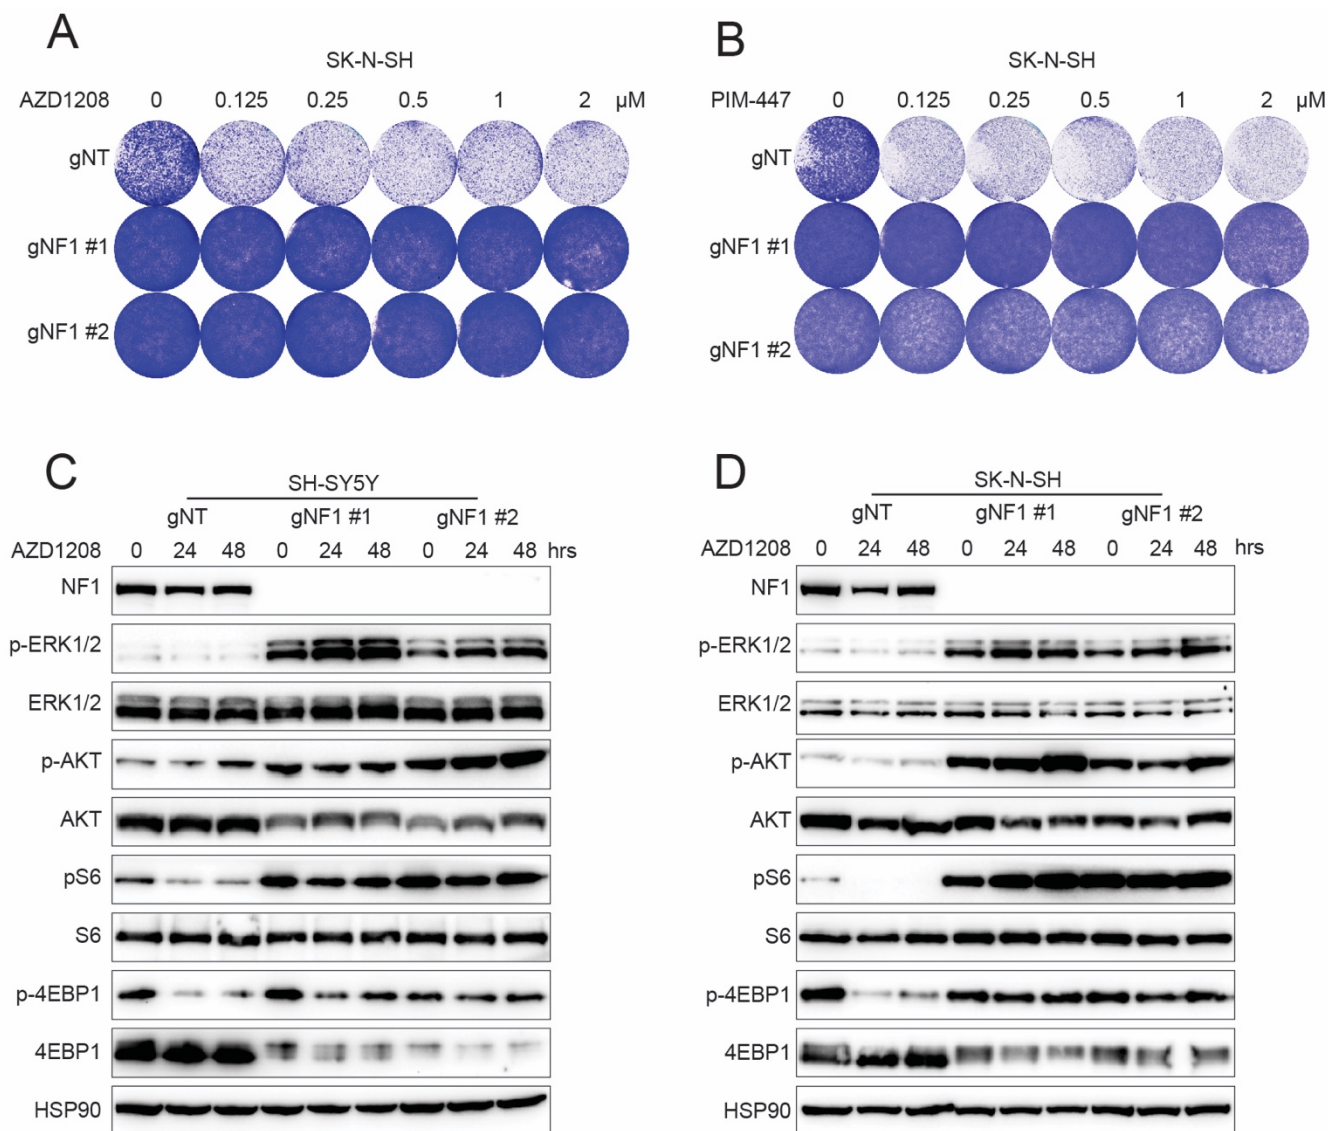 A
SK-N-SH
AZD1208 0 0.125 0.25 0.5 1 2 µM
gNT
gNF1 #1
gNF1 #2
B
SK-N-SH
PIM-447 0 0.125 0.25 0.5 1 2 µM
gNT
gNF1 #1
gNF1 #2
C
SH-SY5Y
gNT gNF1 #1 gNF1 #2
AZD1208 0 24 48 0 24 48 0 24 48 hrs
NF1
p-ERK1/2
ERK1/2
p-AKT
AKT
pS6
S6
p-4EBP1
4EBP1
HSP90
D
SK-N-SH
gNT gNF1 #1 gNF1 #2
AZD1208 0 24 48 0 24 48 0 24 48 hrs
NF1
p-ERK1/2
ERK1/2
p-AKT
AKT
pS6
S6
p-4EBP1
4EBP1
HSP90